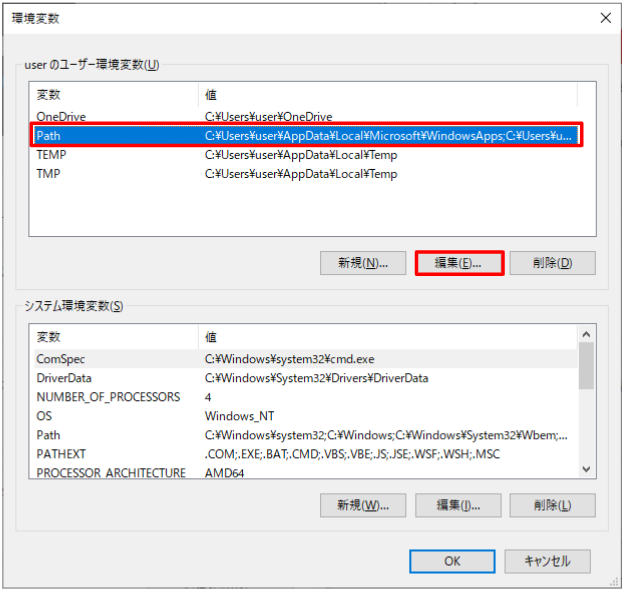 環境変数
user のユーザー環境変数(U)
変数 値
OneDrive C:¥Users¥user¥OneDrive
Path C:¥Users¥user¥AppData¥Local¥Microsoft¥WindowsApps;C:¥Users¥u...
TEMP C:¥Users¥user¥AppData¥Local¥Temp
TMP C:¥Users¥user¥AppData¥Local¥Temp
新規(N)... 編集(E)... 削除(D)
システム環境変数(S)
変数 値
ComSpec C:¥Windows¥system32¥cmd.exe
DriverData C:¥Windows¥System32¥Drivers¥DriverData
NUMBER_OF_PROCESSORS 4
OS Windows_NT
Path C:¥Windows¥system32;C:¥Windows;C:¥Windows¥System32¥Wbem;...
PATHEXT .COM;.EXE;.BAT;.CMD;.VBS;.VBE;.JS;.JSE;.WSF;.WSH;.MSC
PROCESSOR_ARCHITECTURE AMD64
新規(W)... 編集(I)... 削除(L)
OK キャンセル